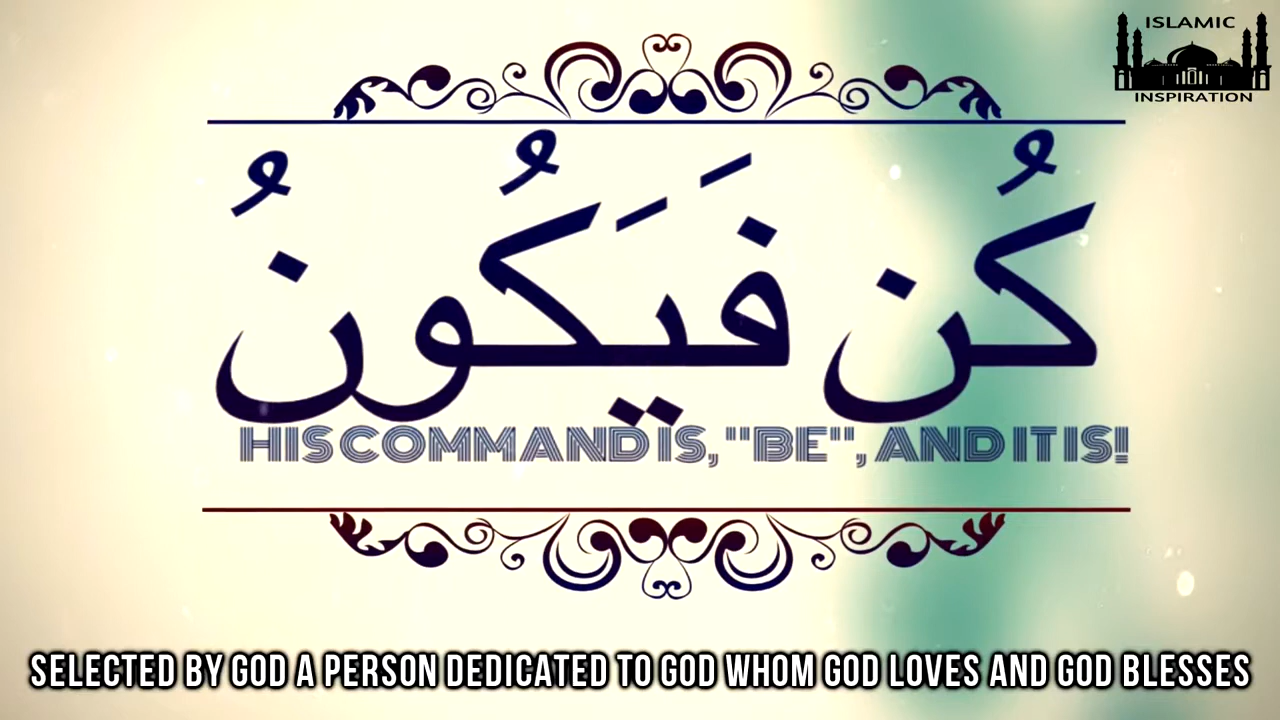 ISLAMIC
INSPIRATION
كُن فَيَكُونُ
HIS COMMAND IS, "BE", AND IT IS!
SELECTED BY GOD A PERSON DEDICATED TO GOD WHOM GOD LOVES AND GOD BLESSES